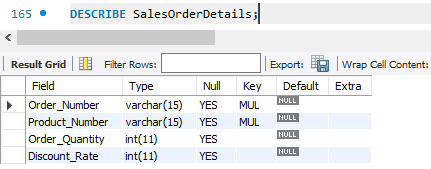 165 DESCRIBE SalesOrderDetails;
Result Grid Filter Rows: Export: Wrap Cell Content:
Field Type Null Key Default Extra
Order_Number varchar(15) YES MUL NULL
Product_Number varchar(15) YES MUL NULL
Order_Quantity int(11) YES NULL
Discount_Rate int(11) YES NULL